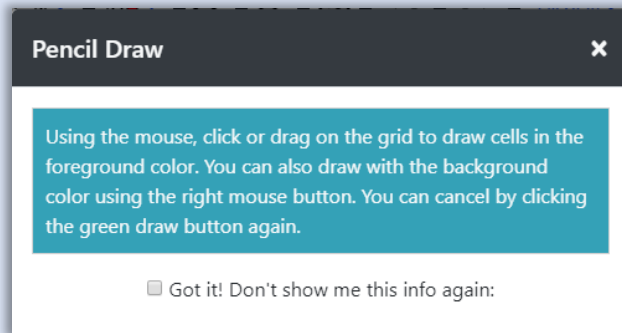 Pencil Draw
Using the mouse, click or drag on the grid to draw cells in the
foreground color. You can also draw with the background
color using the right mouse button. You can cancel by clicking
the green draw button again.
Got it! Don't show me this info again: